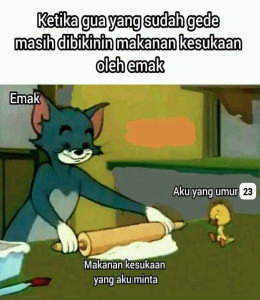 Ketika gua yang sudah gede
masih dibikinin makanan kesukaan
oleh emak
Emak
Aku yang umur 23
Makanan kesukaan
yang aku minta